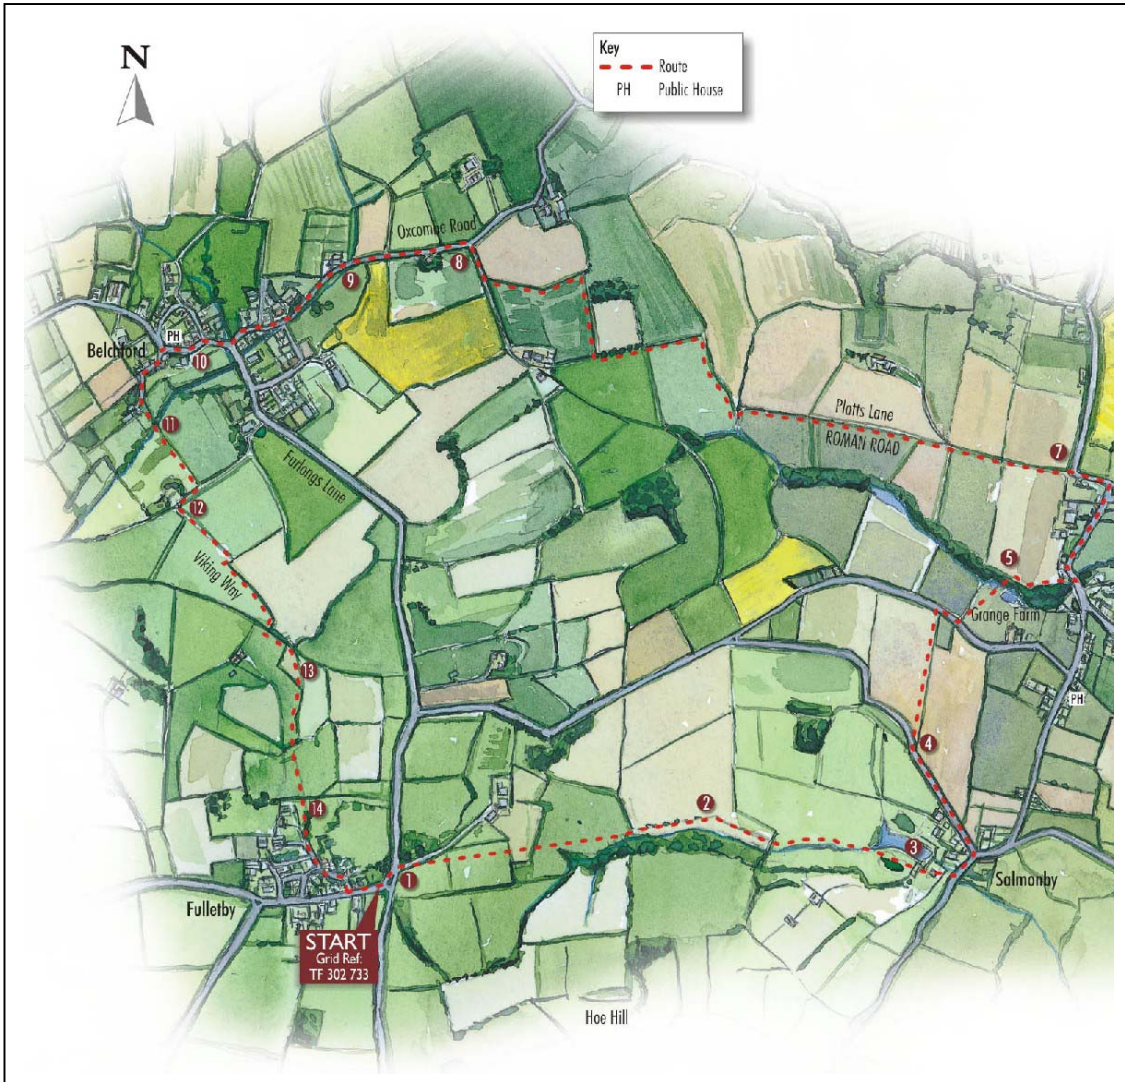 N
Key
Route
PH Public House
Oxcombe Road
8
9
PH
Belchford
10
11
Platts Lane
ROMAN ROAD
7
Furlongs Lane
12
5
Viking Way
Grange Farm
13
PH
4
14
2
3
1
Salmonby
Fulletby
START
Grid Ref:
TF 302 733
Hoe Hill